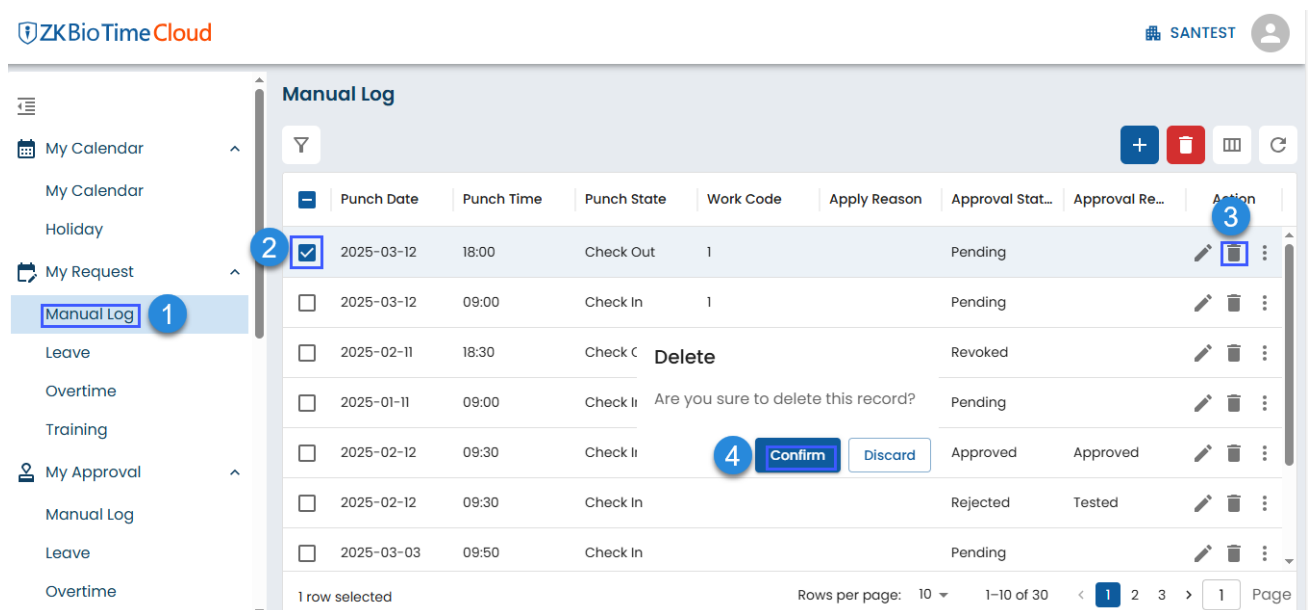 ZKBioTime Cloud
SANTEST
My Calendar
My Calendar
Holiday
My Request
Manual Log 1
Leave
Overtime
Training
My Approval
Manual Log
Leave
Overtime
Manual Log
Punch Date Punch Time Punch State Work Code Apply Reason Approval Stat... Approval Re... Action
3
2 2025-03-12 18:00 Check Out 1 Pending
2025-03-12 09:00 Check In 1 Pending
2025-02-11 18:30 Check Revoked
2025-01-11 09:00 Check Pending
2025-02-12 09:30 Check Approved Approved
2025-02-12 09:30 Check In Rejected Tested
2025-03-03 09:50 Check In Pending
Delete
Are you sure to delete this record?
4 Confirm Discard
1 row selected Rows per page: 10 1-10 of 30 < 1 2 3 > 1 Page